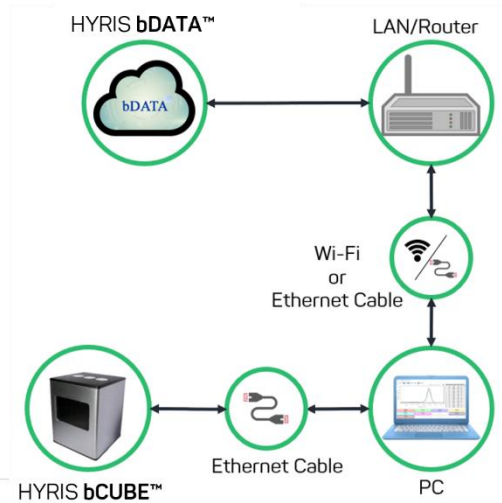 HYRIS bDATA™
LAN/Router
bDATA
Wi-Fi
or
Ethernet Cable
Ethernet Cable
HYRIS bCUBE™
PC